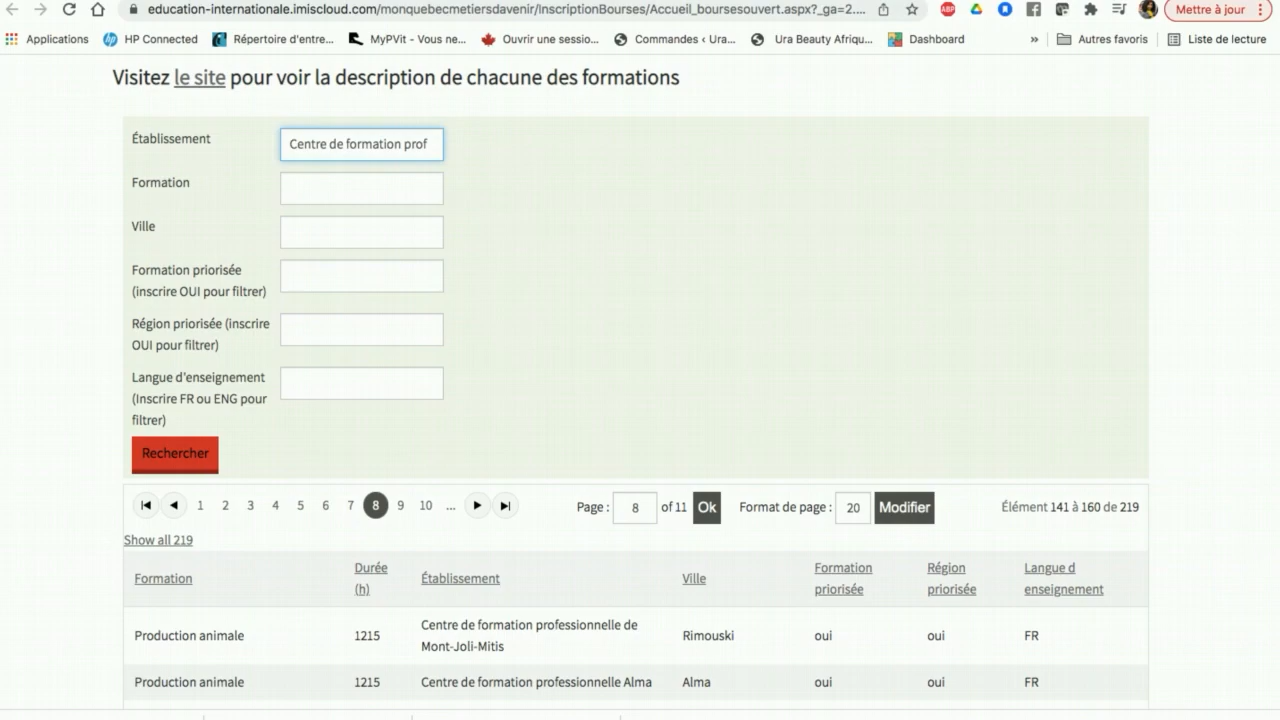 education-internationale.imiscloud.com/monquebecmetiersdavenir/InscriptionBourses/Accueil_boursesouvert.aspx?_ga=2.... ABP Mettre à jour
Applications HP Connected Répertoire d'entre... MyPVit - Vous ne... Ouvrir une sessio... Commandes ‹ Ura... Ura Beauty Afriqu... Dashboard » Autres favoris Liste de lecture
Visitez le site pour voir la description de chacune des formations
Établissement Centre de formation prof
Formation
Ville
Formation priorisée
(inscrire OUI pour filtrer)
Région priorisée (inscrire
OUI pour filtrer)
Langue d'enseignement
(Inscrire FR ou ENG pour
filtrer)
Rechercher
1 2 3 4 5 6 7 8 9 10 ... Page : 8 of 11 Ok Format de page : 20 Modifier Élément 141 à 160 de 219
Show all 219
Formation Durée (h) Établissement Ville Formation priorisée Région priorisée Langue d enseignement
Production animale 1215 Centre de formation professionnelle de Mont-Joli-Mitis Rimouski oui oui FR
Production animale 1215 Centre de formation professionnelle Alma Alma oui oui FR